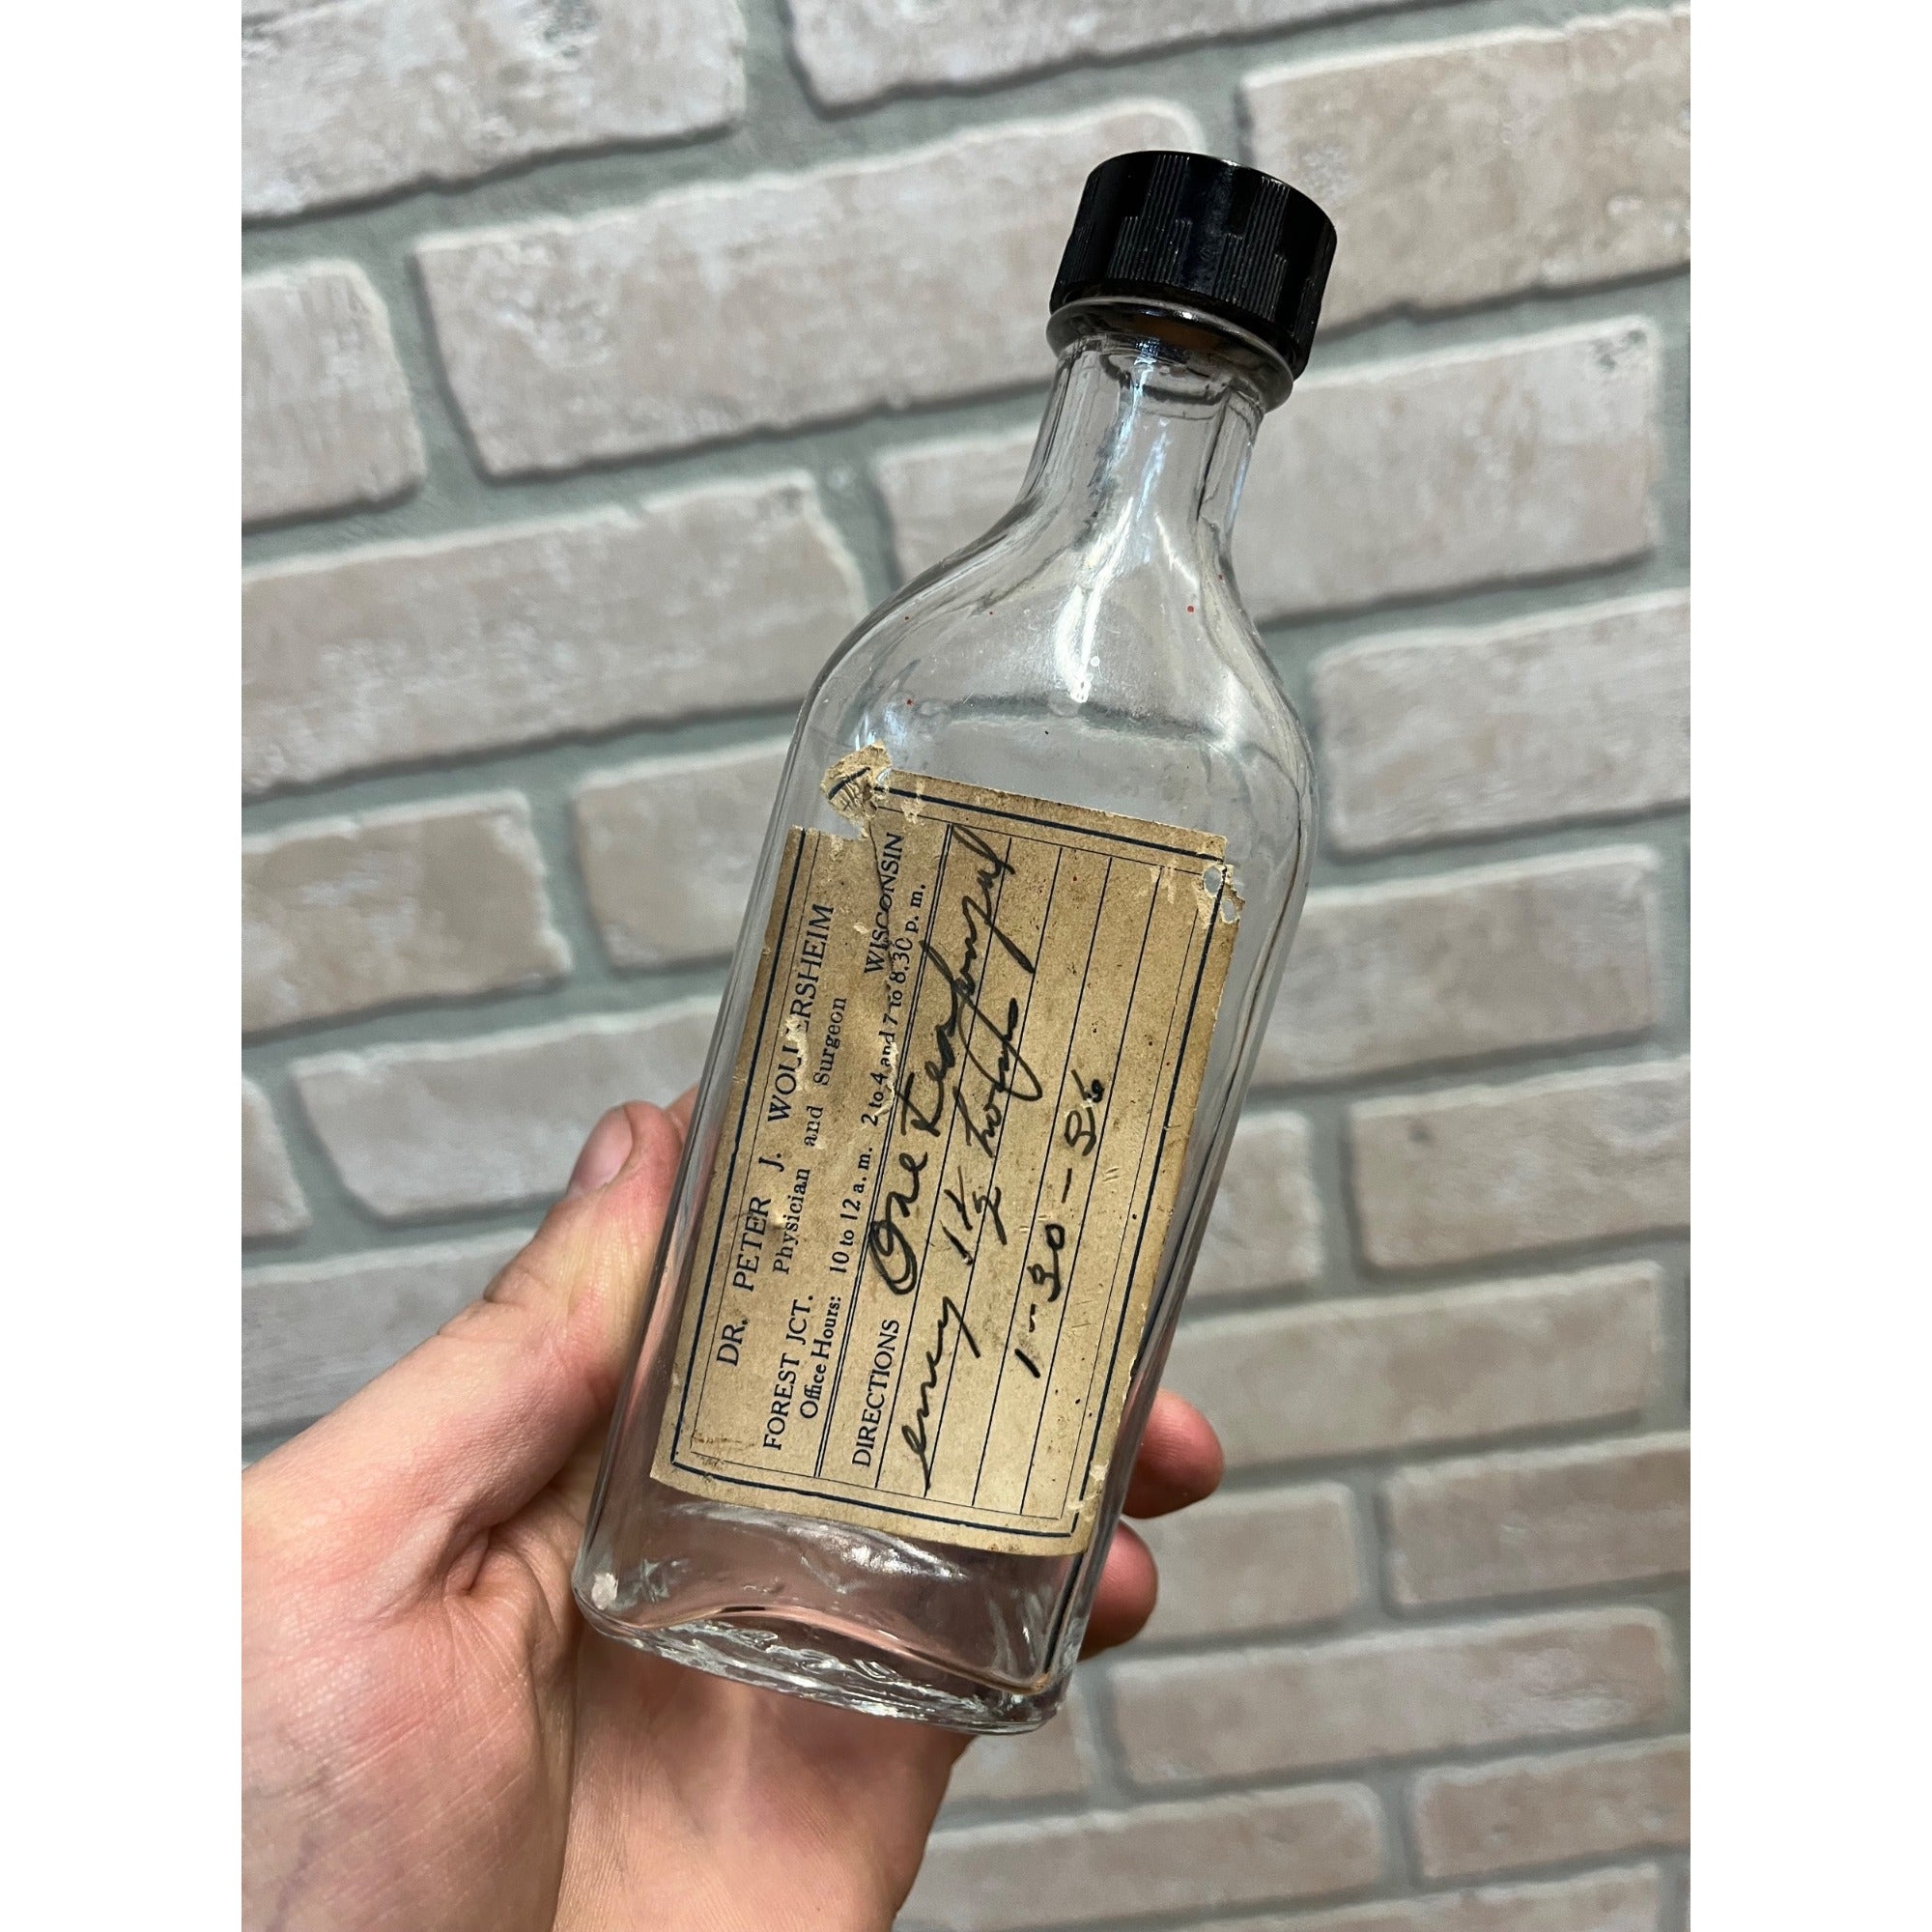 DR. PETER J. WOLLERSHEIM
Physician and Surgeon
FOREST JCT. WISCONSIN
Office Hours: 10 to 12 a. m. 2 to 4 and 7 to 8.30 p. m.
DIRECTIONS One teaspoonful
every 1½ hours
1-30-36